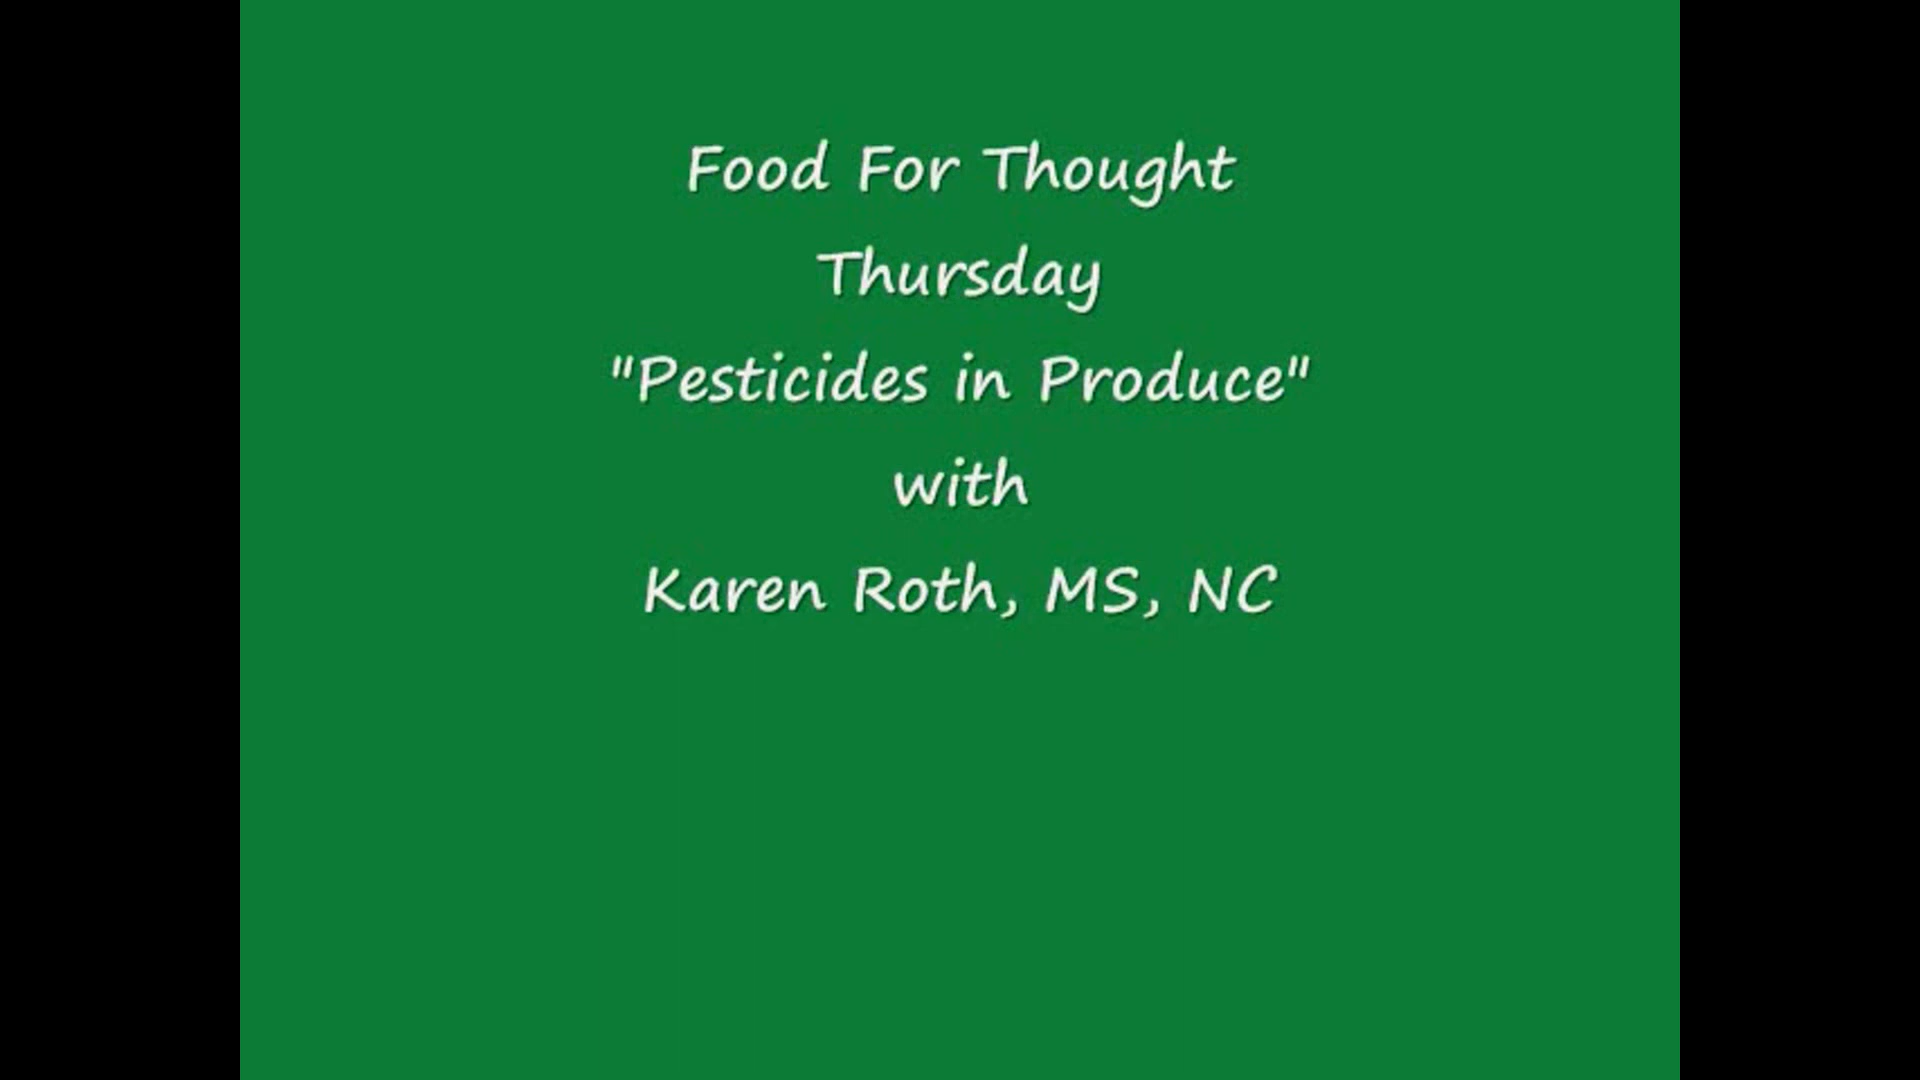 Food For Thought
Thursday
"Pesticides in Produce"
with
Karen Roth, MS, NC